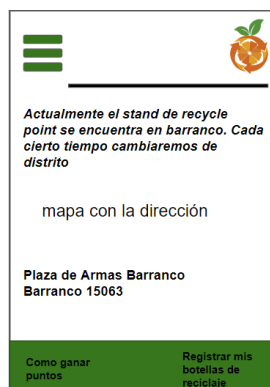 Actualmente el stand de recycle
point se encuentra en barranco. Cada
cierto tiempo cambiaremos de
distrito
mapa con la dirección
Plaza de Armas Barranco
Barranco 15063
Como ganar
puntos
Registrar mis
botellas de
reciclaje